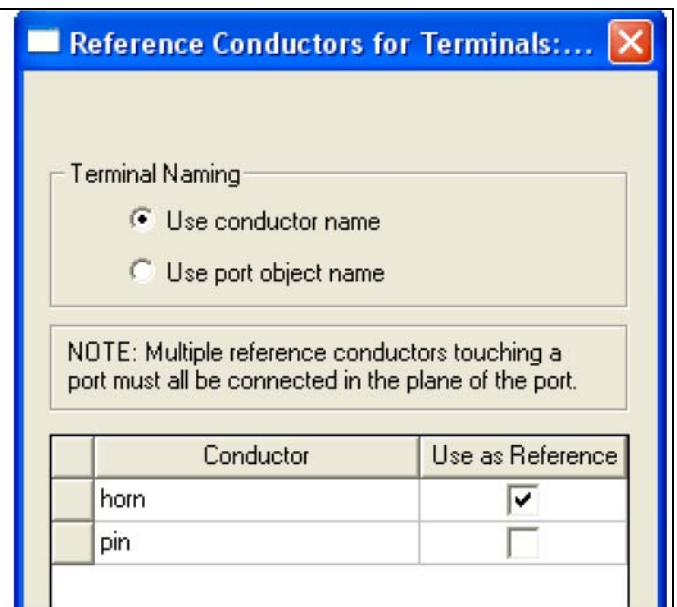 Reference Conductors for Terminals:...
Terminal Naming
Use conductor name
Use port object name
NOTE: Multiple reference conductors touching a
port must all be connected in the plane of the port.
Conductor Use as Reference
horn
pin